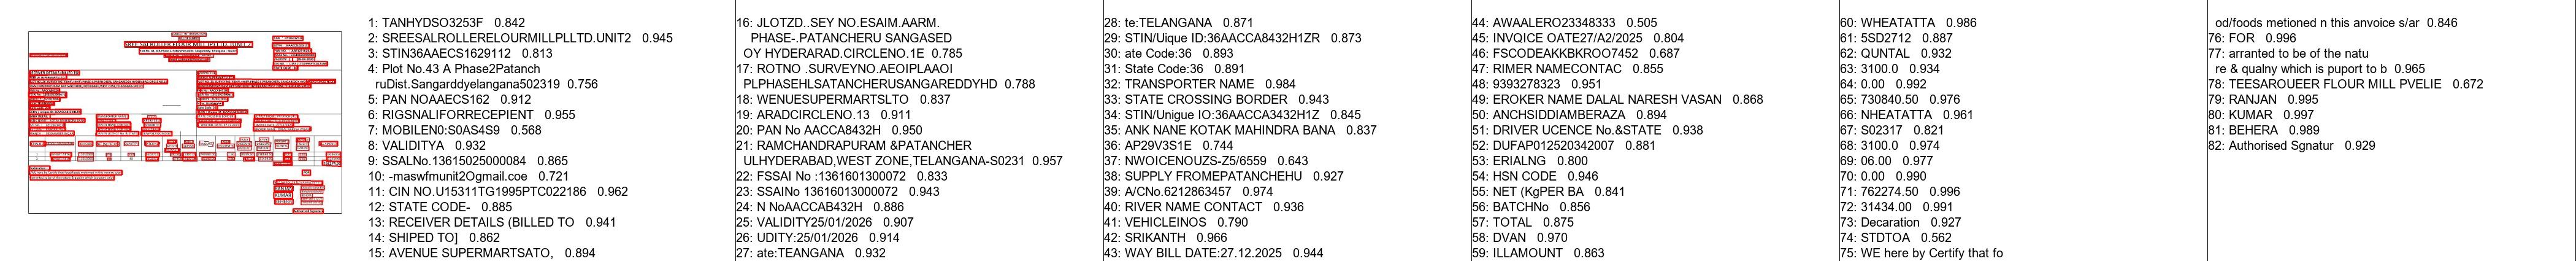 1: TANHYDSO3253F 0.842
2: SREESALROLLERELOURMILLPLLTD.UNIT2 0.945
3: STIN36AAECS1629112 0.813
4: Plot No.43 A Phase2Patanch
ruDist.Sangarddyelangana502319 0.756
5: PAN NOAAECS162 0.912
6: RIGSNALIFORRECEPIENT 0.955
7: MOBILEN0:S0AS4S9 0.568
8: VALIDITYA 0.932
9: SSALNo.13615025000084 0.865
10: -maswfmunit2Ogmail.coe 0.721
11: CIN NO.U15311TG1995PTC022186 0.962
12: STATE CODE- 0.885
13: RECEIVER DETAILS (BILLED TO 0.941
14: SHIPED TO] 0.862
15: AVENUE SUPERMARTSATO, 0.894
16: JLOTZD..SEY NO.ESAIM.AARM.
PHASE-.PATANCHERU SANGASED
OY HYDERARAD.CIRCLENO.1E 0.785
17: ROTNO .SURVEYNO.AEOIPLAAOI
PLPHASEHLSATANCHERUSANGAREDDYHD 0.788
18: WENUESUPERMARTSLTO 0.837
19: ARADCIRCLENO.13 0.911
20: PAN No AACCA8432H 0.950
21: RAMCHANDRAPURAM &PATANCHER
ULHYDERABAD,WEST ZONE,TELANGANA-S0231 0.957
22: FSSAI No :13616013000072 0.833
23: SSAINo 13616013000072 0.943
24: N NoAACCAB432H 0.886
25: VALIDITY25/01/2026 0.907
26: UDITY:25/01/2026 0.914
27: ate:TEANGANA 0.932
28: te:TELANGANA 0.871
29: STIN/Uique ID:36AACCA8432H1ZR 0.873
30: ate Code:36 0.893
31: State Code:36 0.891
32: TRANSPORTER NAME 0.984
33: STATE CROSSING BORDER 0.943
34: STIN/Unigue IO:36AACCA3432H1Z 0.845
35: ANK NANE KOTAK MAHINDRA BANA 0.837
36: AP29V3S1E 0.744
37: NWOICENOUZS-Z5/6559 0.643
38: SUPPLY FROMEPATANCHEHU 0.927
39: A/CNo.6212863457 0.974
40: RIVER NAME CONTACT 0.936
41: VEHICLEINOS 0.790
42: SRIKANTH 0.966
43: WAY BILL DATE:27.12.2025 0.944
44: AWAALERO23348333 0.505
45: INVQICE OATE27/A2/2025 0.804
46: FSCODEAKKBKROO7452 0.687
47: RIMER NAMECONTAC 0.855
48: 9393278323 0.951
49: EROKER NAME DALAL NARESH VASAN 0.868
50: ANCHSIDDIAMBERAZA 0.894
51: DRIVER UCENCE No.&STATE 0.938
52: DUFAP012520342007 0.881
53: ERIALNG 0.800
54: HSN CODE 0.946
55: NET (KgPER BA 0.841
56: BATCHNo 0.856
57: TOTAL 0.875
58: DVAN 0.970
59: ILLAMOUNT 0.863
60: WHEATATTA 0.986
61: 5SD2712 0.887
62: QUNTAL 0.932
63: 3100.0 0.934
64: 0.00 0.992
65: 730840.50 0.976
66: NHEATATTA 0.961
67: S02317 0.821
68: 3100.0 0.974
69: 06.00 0.977
70: 0.00 0.990
71: 762274.50 0.996
72: 31434.00 0.991
73: Decaration 0.927
74: STDTOA 0.562
75: WE here by Certify that fo
od/foods metioned n this anvoice s/ar 0.846
76: FOR 0.996
77: arranted to be of the natu
re & qualny which is puport to b 0.965
78: TEESAROUEER FLOUR MILL PVELIE 0.672
79: RANJAN 0.995
80: KUMAR 0.997
81: BEHERA 0.989
82: Authorised Sgnatur 0.929